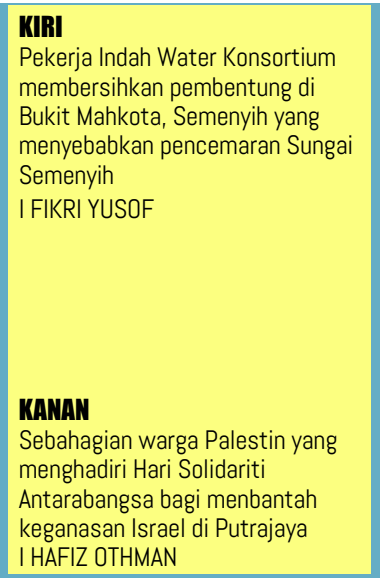 KIRI
Pekerja Indah Water Konsortium
membersihkan pembentung di
Bukit Mahkota, Semenyih yang
menyebabkan pencemaran Sungai
Semenyih
I FIKRI YUSOF
KANAN
Sebahagian warga Palestin yang
menghadiri Hari Solidariti
Antarabangsa bagi menbantah
keganasan Israel di Putrajaya
I HAFIZ OTHMAN